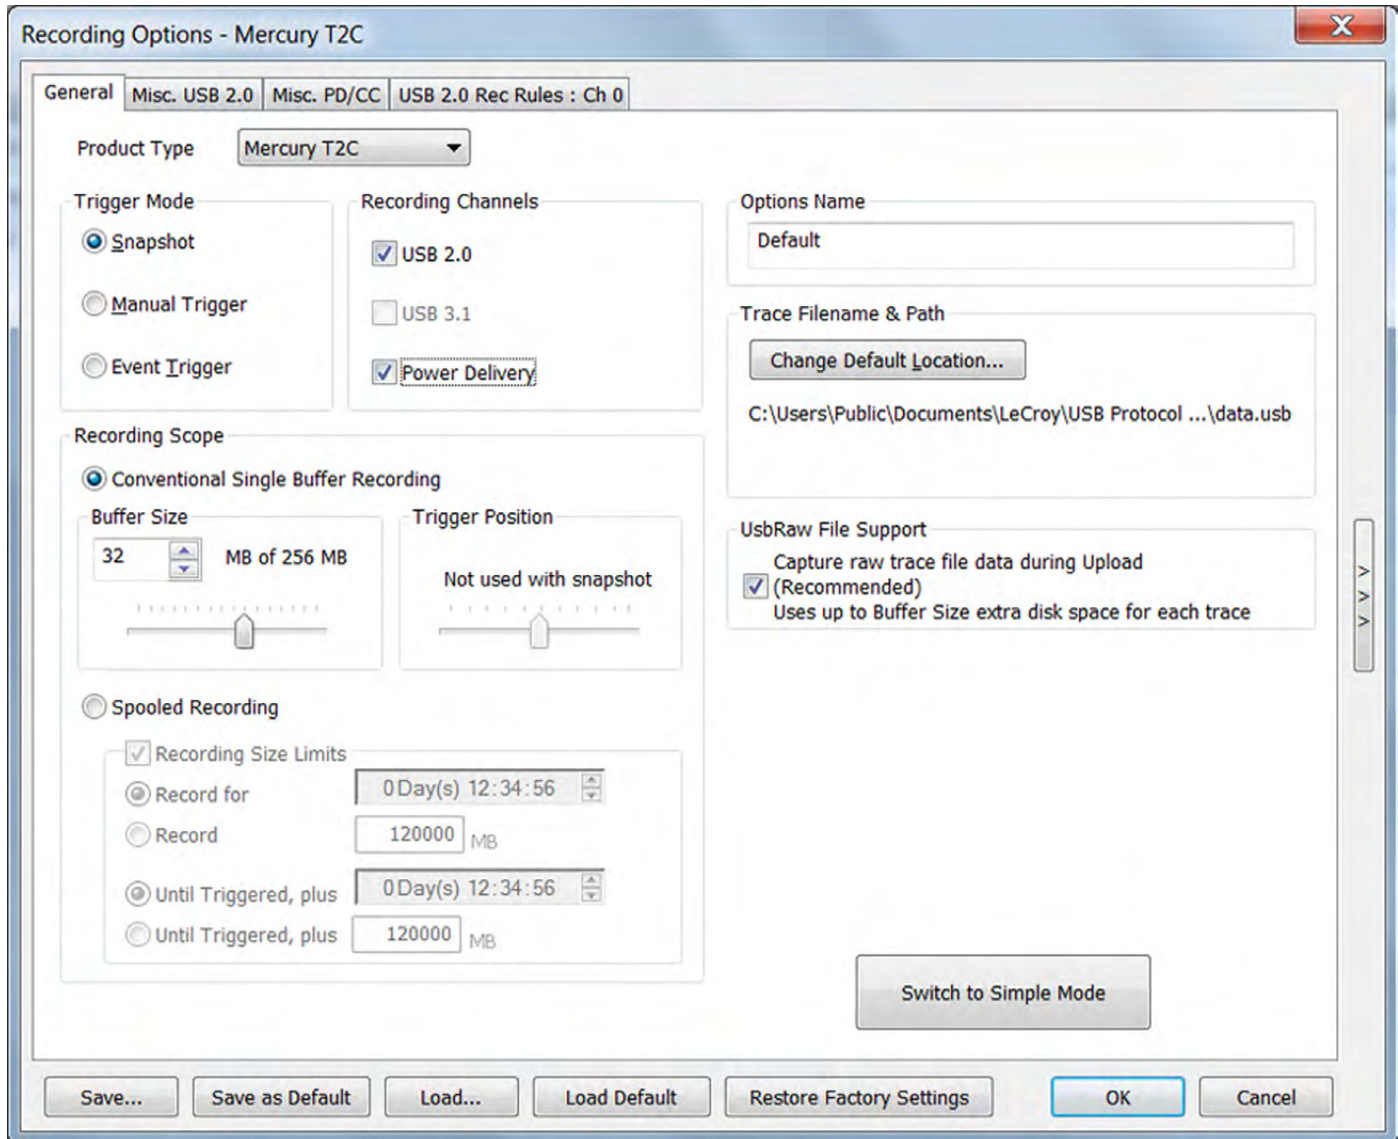 Recording Options - Mercury T2C
X
General
Misc. USB 2.0
Misc. PD/CC
USB 2.0 Rec Rules : Ch 0
Product Type
Mercury T2C
Trigger Mode
Snapshot
Manual Trigger
Event Trigger
Recording Channels
USB 2.0
USB 3.1
Power Delivery
Recording Scope
Conventional Single Buffer Recording
Buffer Size
32
MB of 256 MB
Trigger Position
Not used with snapshot
Spooled Recording
Recording Size Limits
Record for
0 Day(s) 12:34:56
Record
120000 MB
Until Triggered, plus
0 Day(s) 12:34:56
Until Triggered, plus
120000 MB
Options Name
Default
Trace Filename & Path
Change Default Location...
C:\Users\Public\Documents\LeCroy\USB Protocol ...\data.usb
UsbRaw File Support
Capture raw trace file data during Upload
(Recommended)
Uses up to Buffer Size extra disk space for each trace
>
>
>
Switch to Simple Mode
Save...
Save as Default
Load...
Load Default
Restore Factory Settings
OK
Cancel